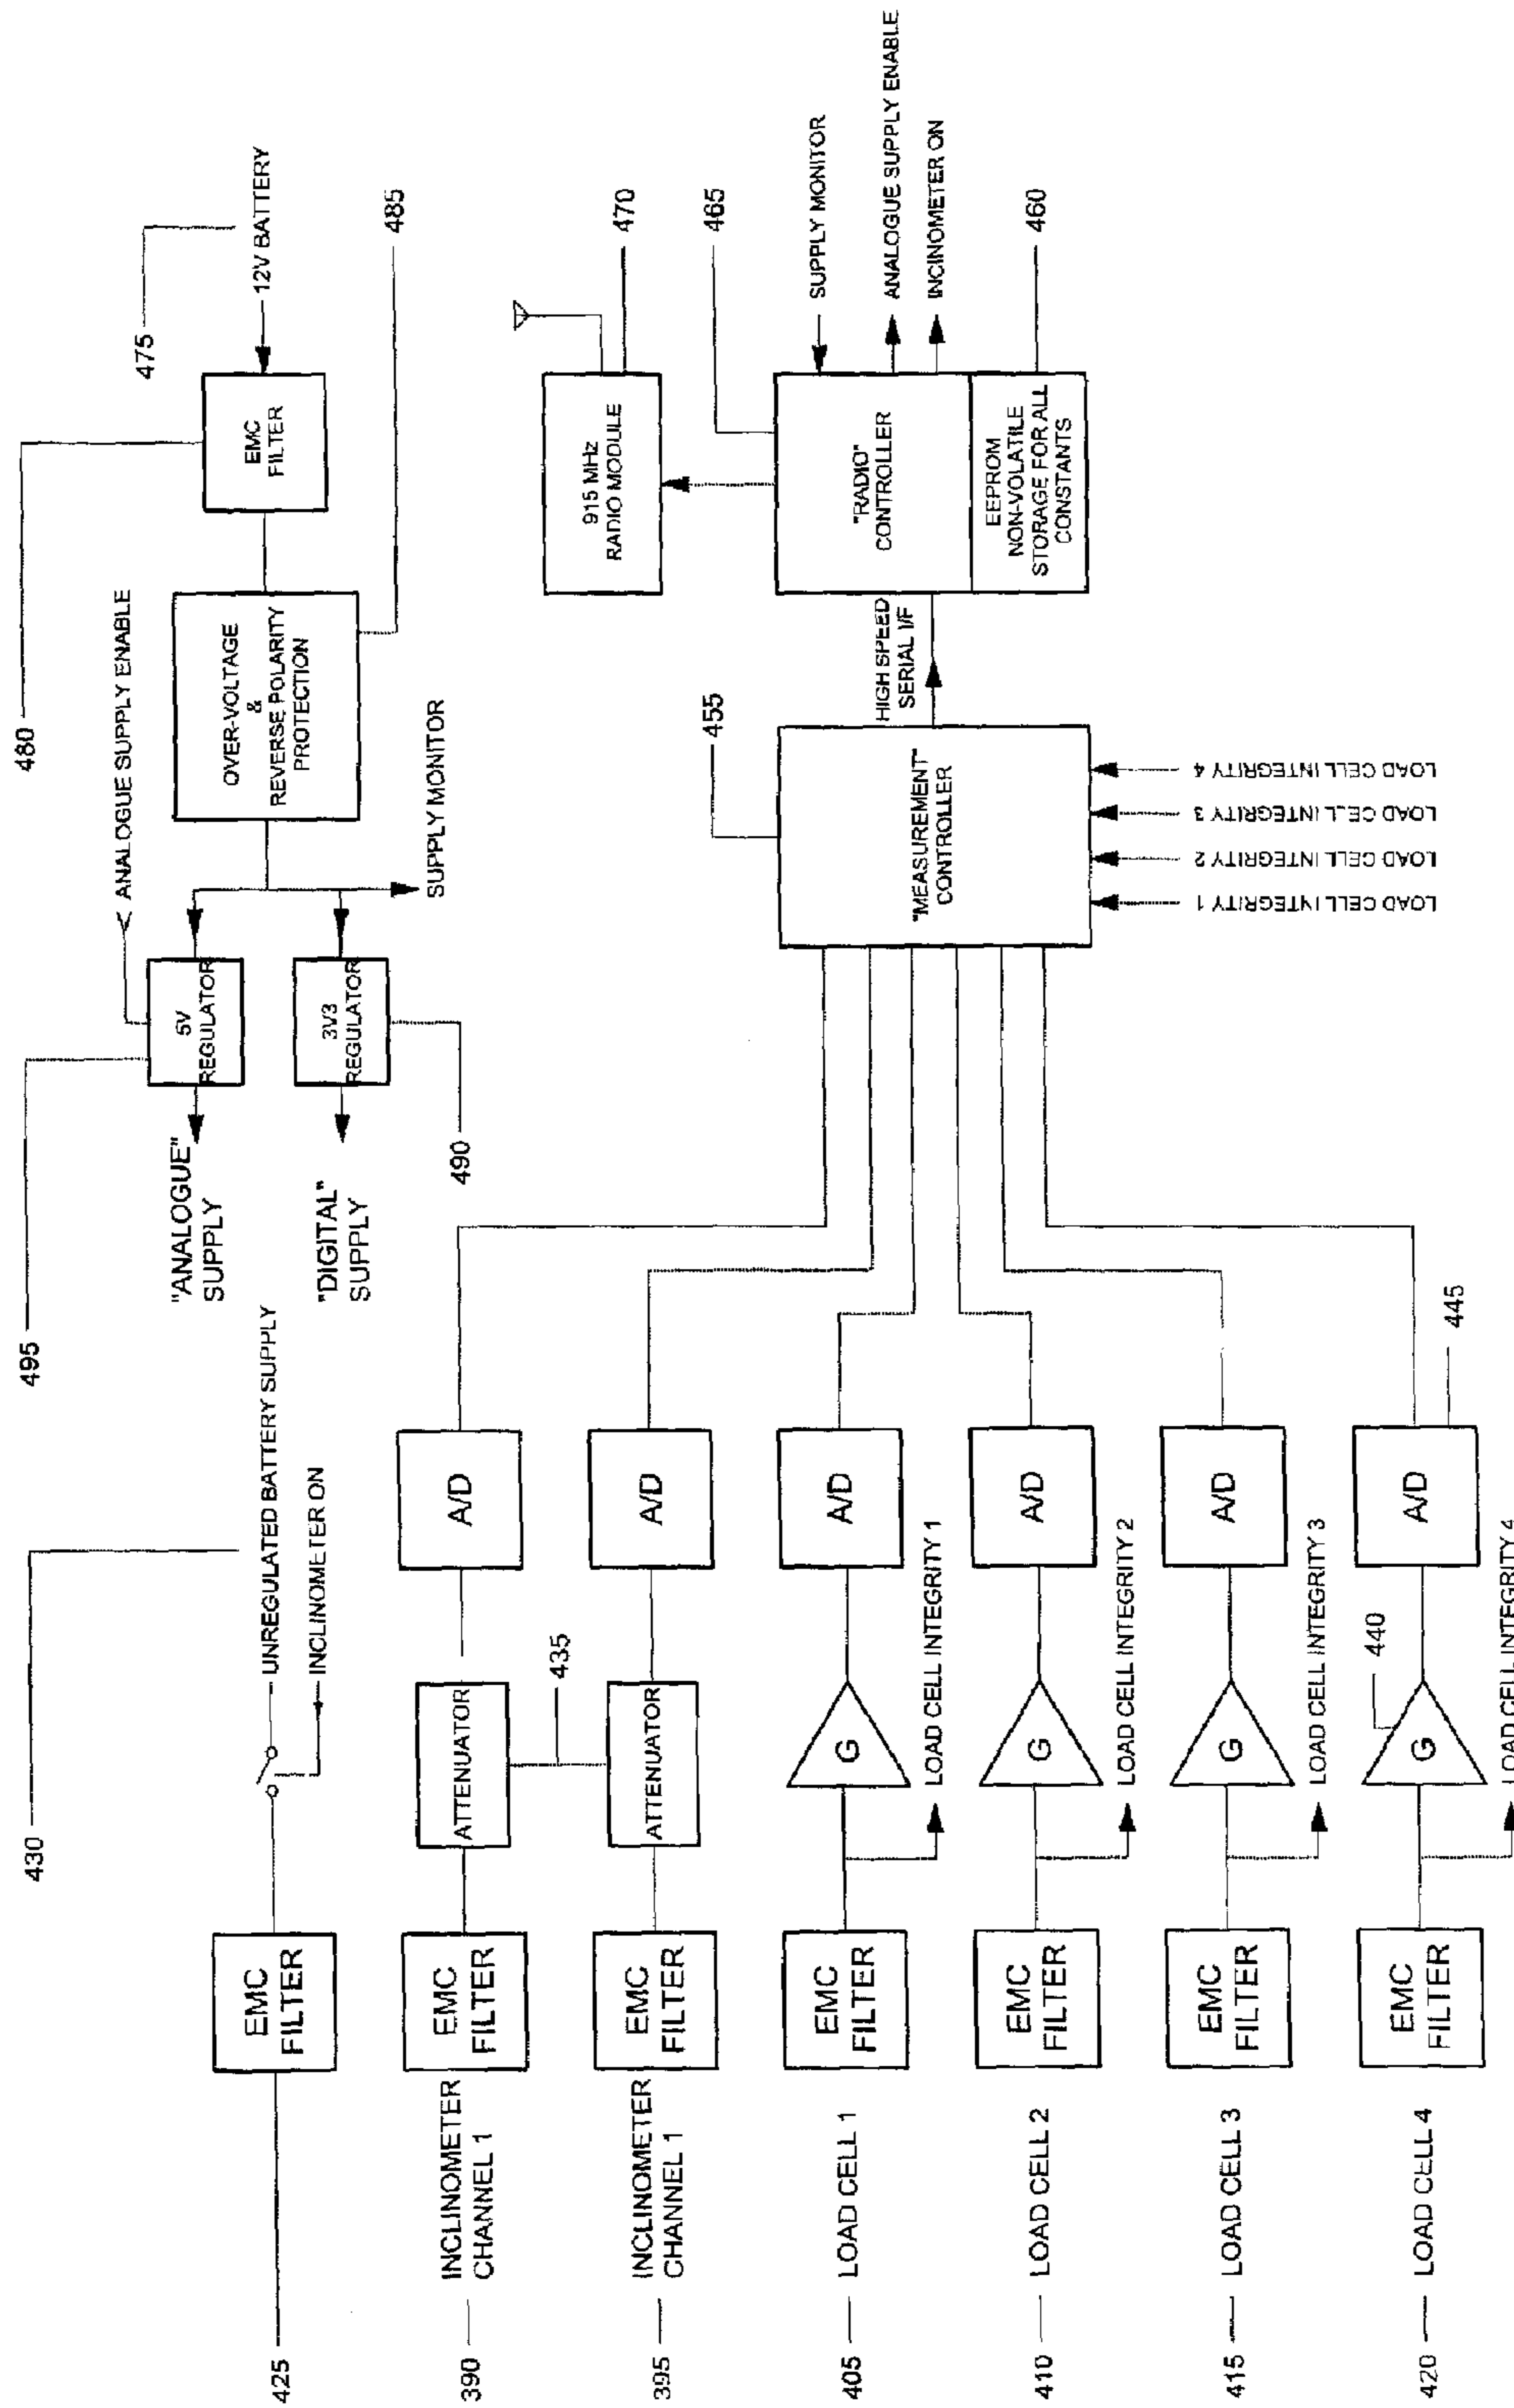 480
475
495
ANALOGUE SUPPLY ENABLE
12V BATTERY
EMC
FILTER
OVER-VOLTAGE
&
REVERSE POLARITY
PROTECTION
485
5V
REGULATOR
3V3
REGULATOR
"ANALOGUE"
SUPPLY
"DIGITAL"
SUPPLY
SUPPLY MONITOR
490
430
UNREGULATED BATTERY SUPPLY
INCLINOMETER ON
425
EMC
FILTER
390
INCLINOMETER
CHANNEL 1
EMC
FILTER
ATTENUATOR
A/D
435
395
INCLINOMETER
CHANNEL 1
EMC
FILTER
ATTENUATOR
A/D
405
LOAD CELL 1
EMC
FILTER
G
A/D
LOAD CELL INTEGRITY 1
410
LOAD CELL 2
EMC
FILTER
G
A/D
LOAD CELL INTEGRITY 2
415
LOAD CELL 3
EMC
FILTER
G
A/D
LOAD CELL INTEGRITY 3
420
LOAD CELL 4
EMC
FILTER
440
G
A/D
445
LOAD CELL INTEGRITY 4
455
"MEASUREMENT"
CONTROLLER
LOAD CELL INTEGRITY 1
LOAD CELL INTEGRITY 2
LOAD CELL INTEGRITY 3
LOAD CELL INTEGRITY 4
HIGH SPEED
SERIAL I/F
915 MHz
RADIO MODULE
470
465
"RADIO"
CONTROLLER
SUPPLY MONITOR
ANALOGUE SUPPLY ENABLE
INCINOMETER ON
EEPROM
NON-VOLATILE
STORAGE FOR ALL
CONSTANTS
460